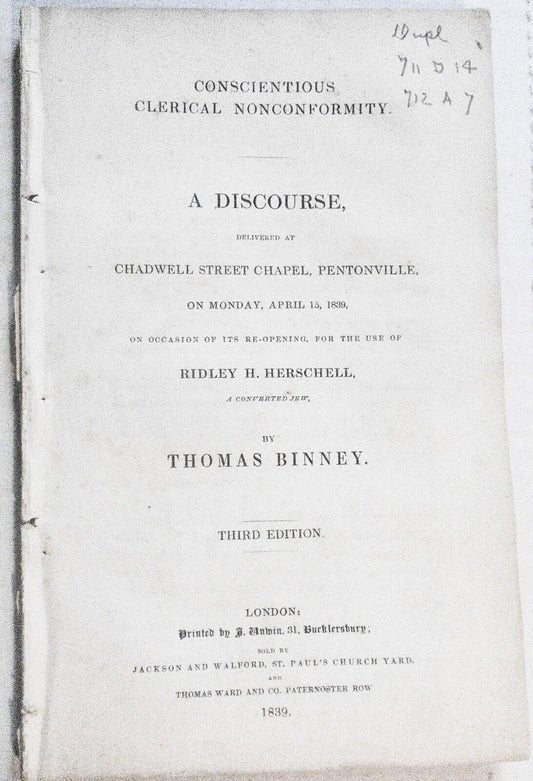 Dupl
711 D 14
712 A 7
CONSCIENTIOUS
CLERICAL NONCONFORMITY.
A DISCOURSE,
DELIVERED AT
CHADWELL STREET CHAPEL, PENTONVILLE,
ON MONDAY, APRIL 15, 1839,
ON OCCASION OF ITS RE-OPENING, FOR THE USE OF
RIDLEY H. HERSCHELL,
A CONVERTED JEW,
BY
THOMAS BINNEY.
THIRD EDITION.
LONDON:
Printed by J. Unwin, 31, Bucklersbury;
SOLD BY
JACKSON AND WALFORD, ST. PAUL'S CHURCH YARD.
AND
THOMAS WARD AND CO. PATERNOSTER ROW
1839.